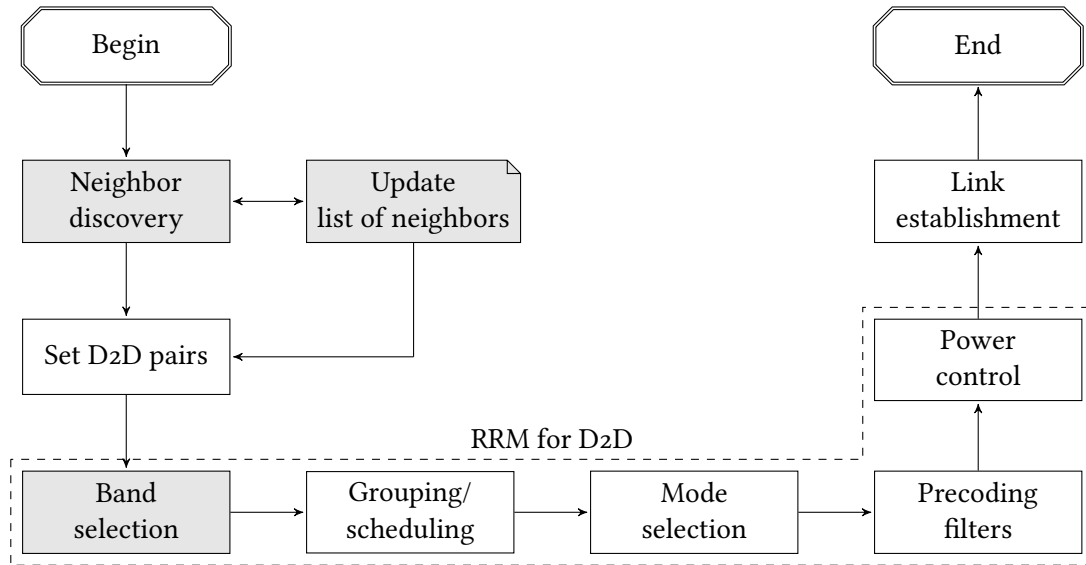 Begin
End
Neighbor
discovery
Update
list of neighbors
Link
establishment
Set D2D pairs
Power
control
RRM for D2D
Band
selection
Grouping/
scheduling
Mode
selection
Precoding
filters